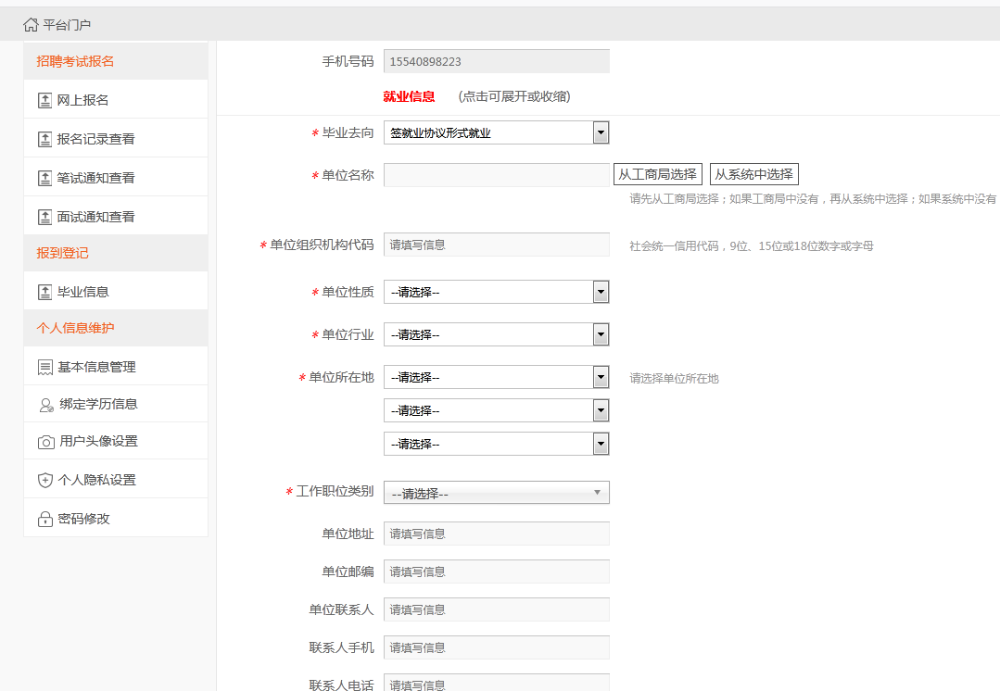 平台门户
招聘考试报名
网上报名
报名记录查看
笔试通知查看
面试通知查看
报到登记
毕业信息
个人信息维护
基本信息管理
绑定学历信息
用户头像设置
个人隐私设置
密码修改
手机号码 15540898223
就业信息 (点击可展开或收缩)
* 毕业去向 签就业协议形式就业
* 单位名称 从工商局选择 从系统中选择
请先从工商局选择；如果工商局中没有，再从系统中选择；如果系统中没有
* 单位组织机构代码 请填写信息 社会统一信用代码，9位、15位或18位数字或字母
* 单位性质 --请选择--
* 单位行业 --请选择--
* 单位所在地 --请选择-- 请选择单位所在地
--请选择--
--请选择--
* 工作职位类别 --请选择--
单位地址 请填写信息
单位邮编 请填写信息
单位联系人 请填写信息
联系人手机 请填写信息
联系人电话 请填写信息